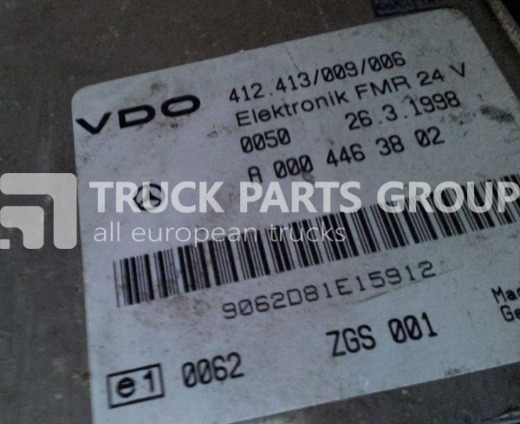 VDO
412.413/009/006
Elektronik FMR 24 V
0050 26.3.1998
A 000 446 38 02
TRUCK PARTS GROUP
all european trucks
9062D81E15912
e1 0062 ZGS 001